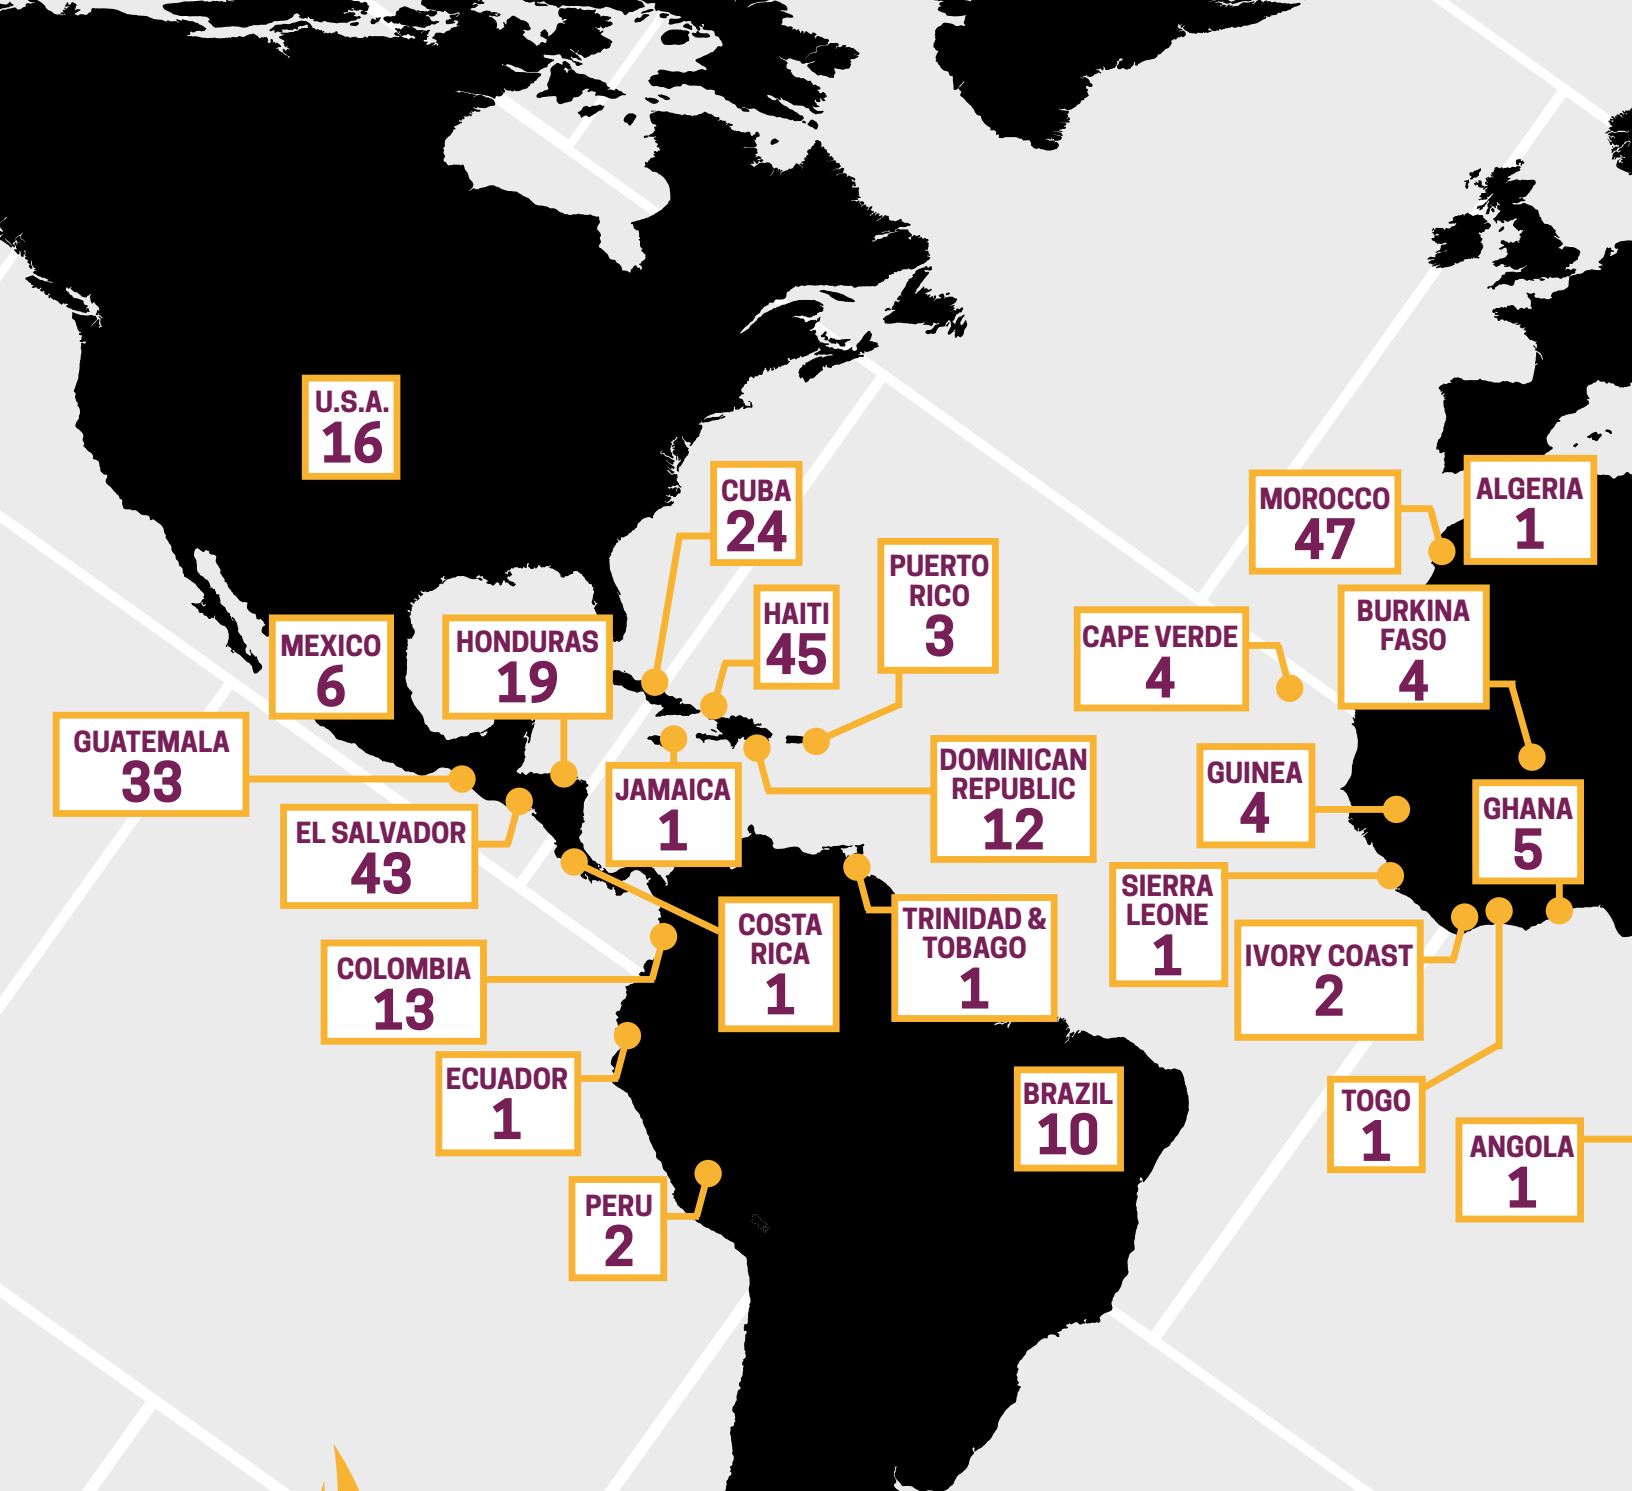 U.S.A.
16
CUBA
24
MOROCCO
47
ALGERIA
1
PUERTO
RICO
3
HAITI
45
MEXICO
6
HONDURAS
19
CAPE VERDE
4
BURKINA
FASO
4
GUATEMALA
33
JAMAICA
1
DOMINICAN
REPUBLIC
12
GUINEA
4
GHANA
5
EL SALVADOR
43
SIERRA
LEONE
1
COSTA
RICA
1
TRINIDAD &
TOBAGO
1
IVORY COAST
2
COLOMBIA
13
ECUADOR
1
BRAZIL
10
TOGO
1
ANGOLA
1
PERU
2